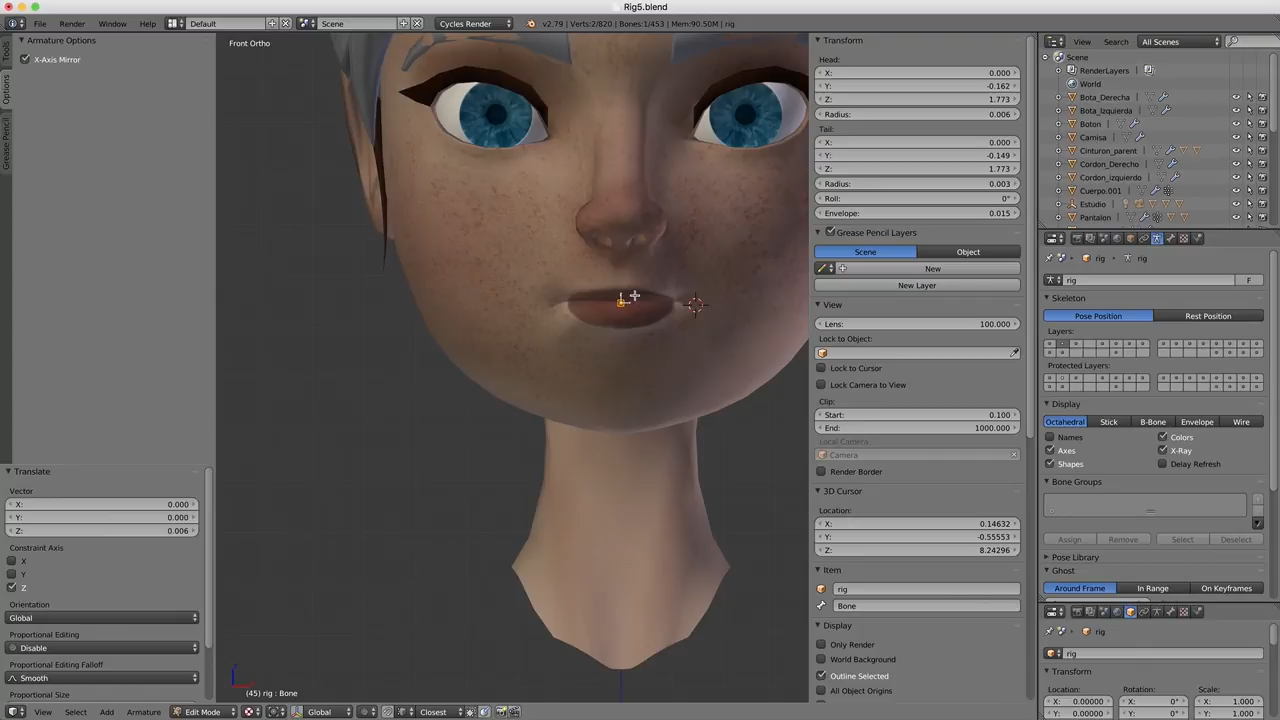 Rig5.blend
File Render Window Help Default Scene Cycles Render v2.79 | Verts:2/820 | Bones:1/453 | Mem:90.50M | rig
Armature Options
X-Axis Mirror
Tools
Options
Grease Pencil
Translate
Vector
X: 0.000
Y: 0.000
Z: 0.006
Constraint Axis
X
Y
Z
Orientation
Global
Proportional Editing
Disable
Proportional Editing Falloff
Smooth
Proportional Size
Front Ortho
(45) rig : Bone
View Select Add Armature Edit Mode Global Closest
Transform
Head:
X: 0.000
Y: -0.162
Z: 1.773
Radius: 0.006
Tail:
X: 0.000
Y: -0.149
Z: 1.773
Radius: 0.003
Roll: 0°
Envelope: 0.015
Grease Pencil Layers
Scene Object
New
New Layer
View
Lens: 100.000
Lock to Object:
Lock to Cursor
Lock Camera to View
Clip:
Start: 0.100
End: 1000.000
Local Camera
Camera
Render Border
3D Cursor
Location:
X: 0.14632
Y: -0.55553
Z: 8.24296
Item
rig
Bone
Display
Only Render
World Background
Outline Selected
All Object Origins
View Search All Scenes
Scene
RenderLayers
World
Bota_Derecha
Bota_Izquierda
Boton
Camisa
Cinturon_parent
Cordon_Derecho
Cordon_izquierdo
Cuerpo.001
Estudio
Pantalon
rig rig
rig F
Skeleton
Pose Position Rest Position
Layers:
Protected Layers:
Display
Octahedral Stick B-Bone Envelope Wire
Names Colors
Axes X-Ray
Shapes Delay Refresh
Bone Groups
Assign Remove Select Deselect
Pose Library
Ghost
Around Frame In Range On Keyframes
rig
rig
Transform
Location: Rotation: Scale:
X: 0.00000 X: 0° X: 1.000
Y: 0.00000 Y: 0° Y: 1.000